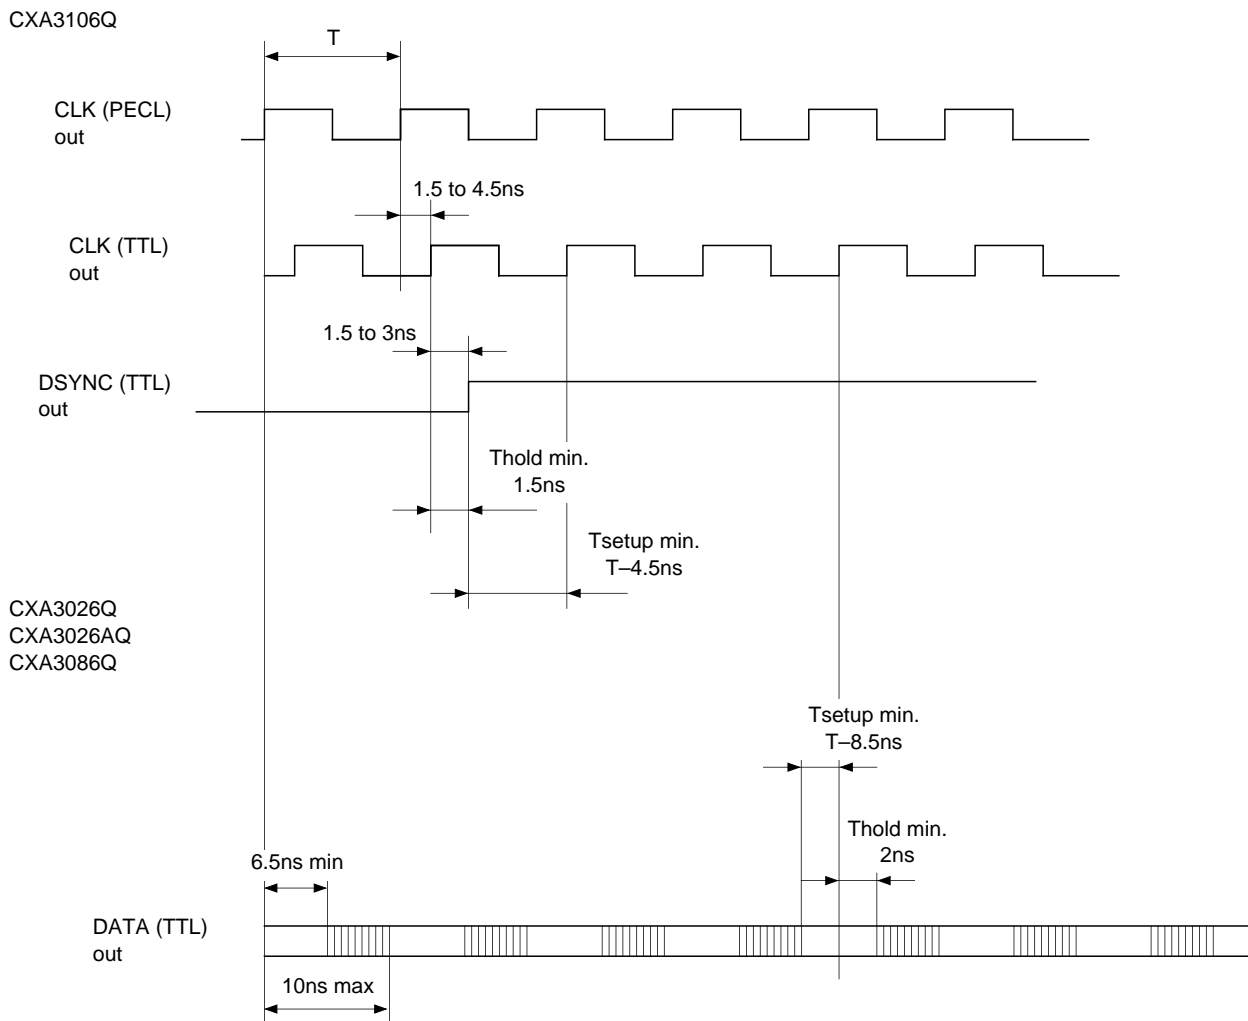 CXA3106Q
T
CLK (PECL)
out
1.5 to 4.5ns
CLK (TTL)
out
1.5 to 3ns
DSYNC (TTL)
out
Thold min.
1.5ns
Tsetup min.
T–4.5ns
CXA3026Q
CXA3026AQ
CXA3086Q
Tsetup min.
T–8.5ns
Thold min.
2ns
6.5ns min
DATA (TTL)
out
10ns max